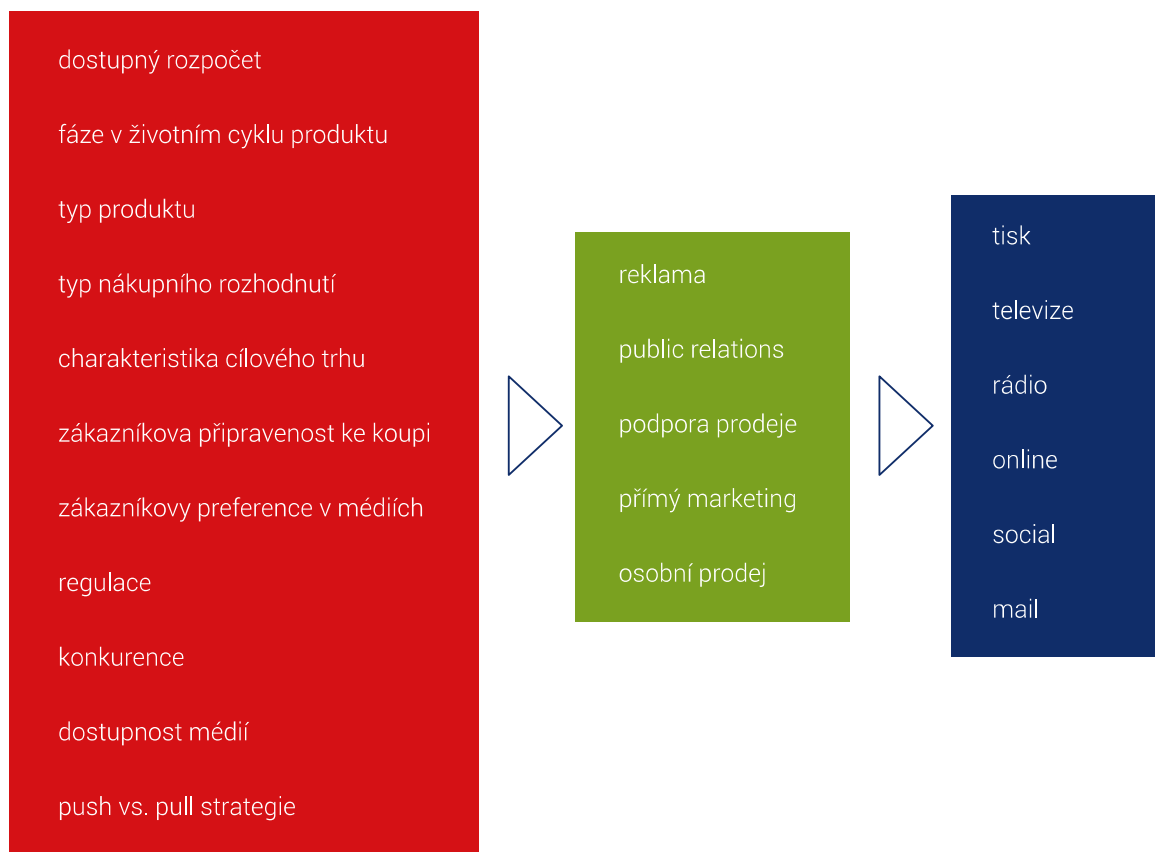 dostupný rozpočet
fáze v životním cyklu produktu
typ produktu
typ nákupního rozhodnutí
charakteristika cílového trhu
zákazníkova připravenost ke koupi
zákazníkovy preference v médiích
regulace
konkurence
dostupnost médií
push vs. pull strategie
reklama
public relations
podpora prodeje
přímý marketing
osobní prodej
tisk
televize
rádio
online
social
mail